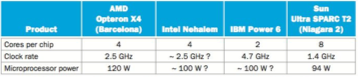 Product
AMD Opteron X4 (Barcelona)
Intel Nehalem
IBM Power 6
Sun Ultra SPARC T2 (Niagara 2)
Cores per chip 4 4 2 8
Clock rate 2.5 GHz ~ 2.5 GHz ? 4.7 GHz 1.4 GHz
Microprocessor power 120 W ~ 100 W ? ~ 100 W ? 94 W